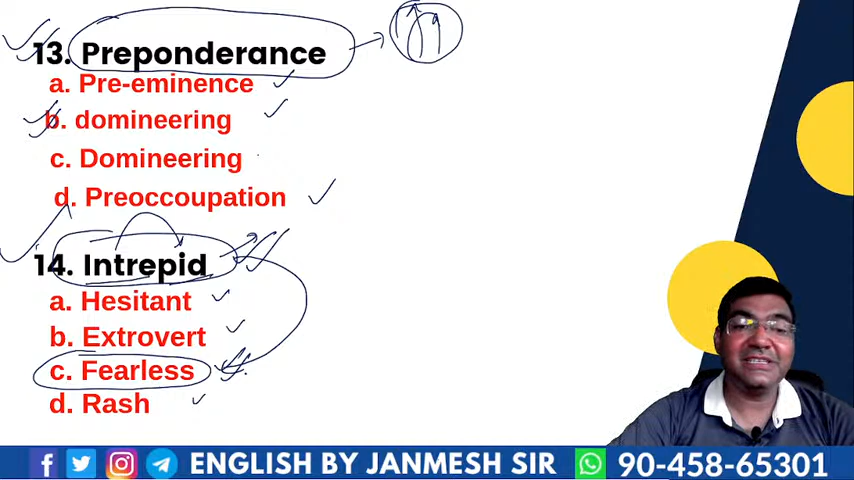 13. Preponderance
a. Pre-eminence
b. domineering
c. Domineering
d. Preoccoupation
14. Intrepid
a. Hesitant
b. Extrovert
c. Fearless
d. Rash
ENGLISH BY JANMESH SIR 90-458-65301